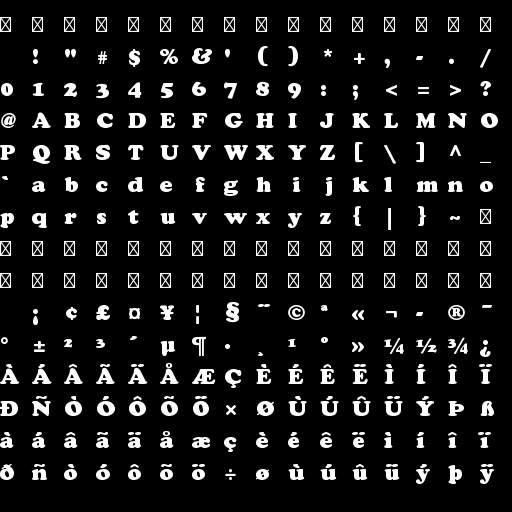 ! " # $ % & ' ( ) * + , - . /
0 1 2 3 4 5 6 7 8 9 : ; < = > ?
@ A B C D E F G H I J K L M N O
P Q R S T U V W X Y Z [ \ ] ^ _
` a b c d e f g h i j k l m n o
p q r s t u v w x y z { | } ~
¡ ¢ £ ¤ ¥ ¦ § ¨ © ª « ¬ - ® ¯
° ± ² ³ ´ µ ¶ · ¸ ¹ º » ¼ ½ ¾ ¿
À Á Â Ã Ä Å Æ Ç È É Ê Ë Ì Í Î Ï
Ð Ñ Ò Ó Ô Õ Ö × Ø Ù Ú Û Ü Ý Þ ß
à á â ã ä å æ ç è é ê ë ì í î ï
ð ñ ò ó ô õ ö ÷ ø ù ú û ü ý þ ÿ